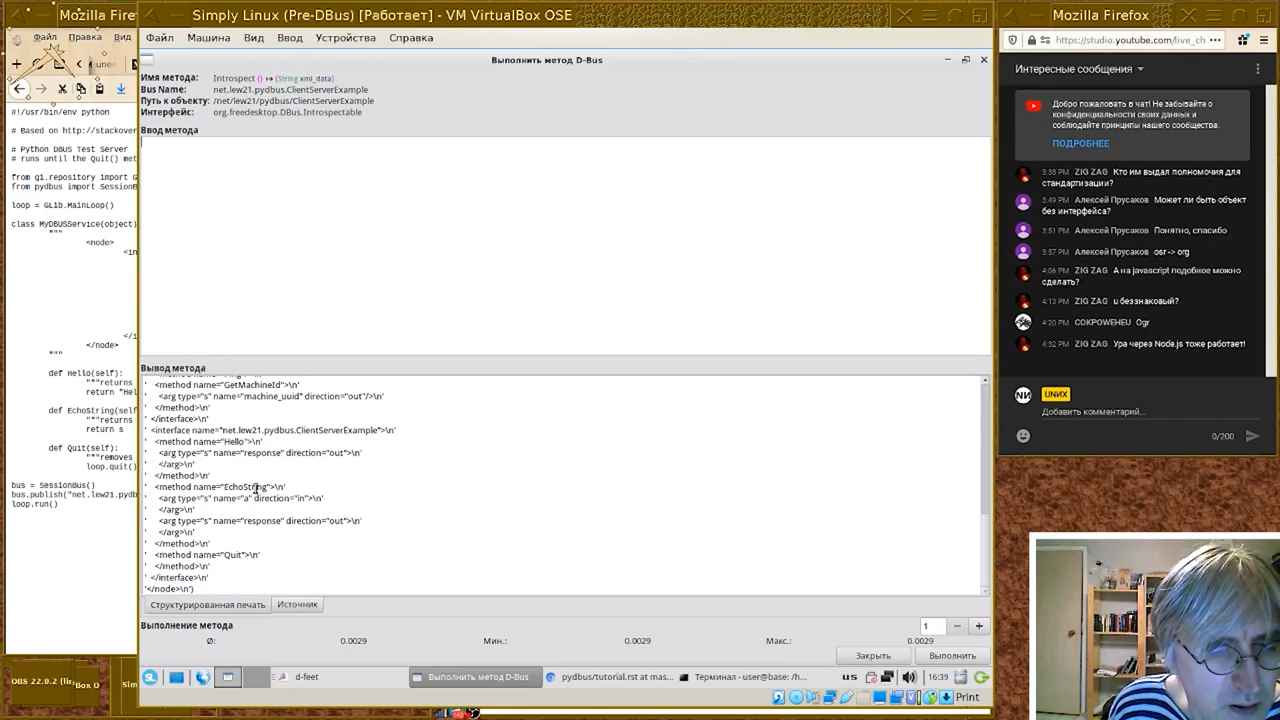 Mozilla Firefox
Simply Linux (Pre-DBus) [Работает] - VM VirtualBox OSE
Mozilla Firefox
Файл Правка Вид
Файл Машина Вид Ввод Устройства Справка
https://studio.youtube.com/live_ch
Выполнить метод D-Bus
Интересные сообщения
Имя метода: Introspect () ↦ (String xml_data)
Bus Name: net.lew21.pydbus.ClientServerExample
Путь к объекту: /net/lew21/pydbus/ClientServerExample
Интерфейс: org.freedesktop.DBus.Introspectable
Ввод метода
#!/usr/bin/env python
# Based on http://stackover
# Python DBUS Test Server
# runs until the Quit() met
from gi.repository import G
from pydbus import SessionB
loop = GLib.MainLoop()
class MyDBUSService(object)
"""
<node>
<in
</i
</node>
"""
def Hello(self):
"""returns
return "Hel
def EchoString(self
"""returns
return s
def Quit(self):
"""removes
loop.quit()
bus = SessionBus()
bus.publish("net.lew21.pydb
loop.run()
Вывод метода
' <method name="GetMachineId">\n'
' <arg type="s" name="machine_uuid" direction="out"/>\n'
' </method>\n'
' </interface>\n'
' <interface name="net.lew21.pydbus.ClientServerExample">\n'
' <method name="Hello">\n'
' <arg type="s" name="response" direction="out">\n'
' </arg>\n'
' </method>\n'
' <method name="EchoString">\n'
' <arg type="s" name="a" direction="in">\n'
' </arg>\n'
' <arg type="s" name="response" direction="out">\n'
' </arg>\n'
' </method>\n'
' <method name="Quit">\n'
' </method>\n'
' </interface>\n'
'</node>\n')
Структурированная печать Источник
Выполнение метода 1 − +
Ø: 0.0029 Мин.: 0.0029 Макс.: 0.0029
Закрыть Выполнить
d-feet Выполнить метод D-Bus pydbus/tutorial.rst at mas... Терминал - user@base: /h... us 16:39
Print
OBS 22.0.2 (lin
Box D
Sim
Добро пожаловать в чат! Не забывайте о
конфиденциальности своих данных и
соблюдайте принципы нашего сообщества.
ПОДРОБНЕЕ
3:38 PM ZIG ZAG Кто им выдал полномочия для
стандартизации?
3:49 PM Алексей Прусаков Может ли быть объект
без интерфейса?
3:51 PM Алексей Прусаков Понятно, спасибо
3:57 PM Алексей Прусаков osr -> org
4:06 PM ZIG ZAG А на javascript подобное можно
сделать?
4:13 PM ZIG ZAG u беззнаковый?
4:20 PM COKPOWEHEU Ogr
4:32 PM ZIG ZAG Ура через Node.js тоже работает!
UNИX
Добавить комментарий...
0/200